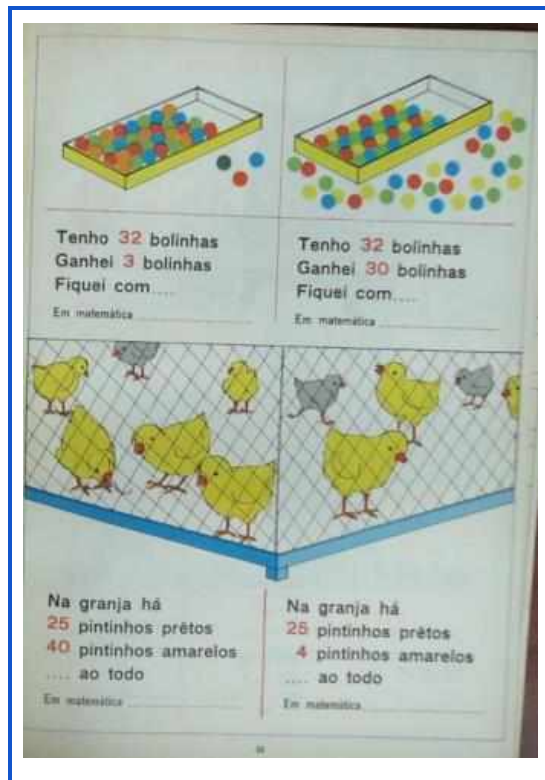 Tenho 32 bolinhas
Ganhei 3 bolinhas
Fiquei com....
Em matemática
Tenho 32 bolinhas
Ganhei 30 bolinhas
Fiquei com....
Em matemática
Na granja há
25 pintinhos prêtos
40 pintinhos amarelos
.... ao todo
Em matemática
Na granja há
25 pintinhos prêtos
4 pintinhos amarelos
.... ao todo
Em matemática